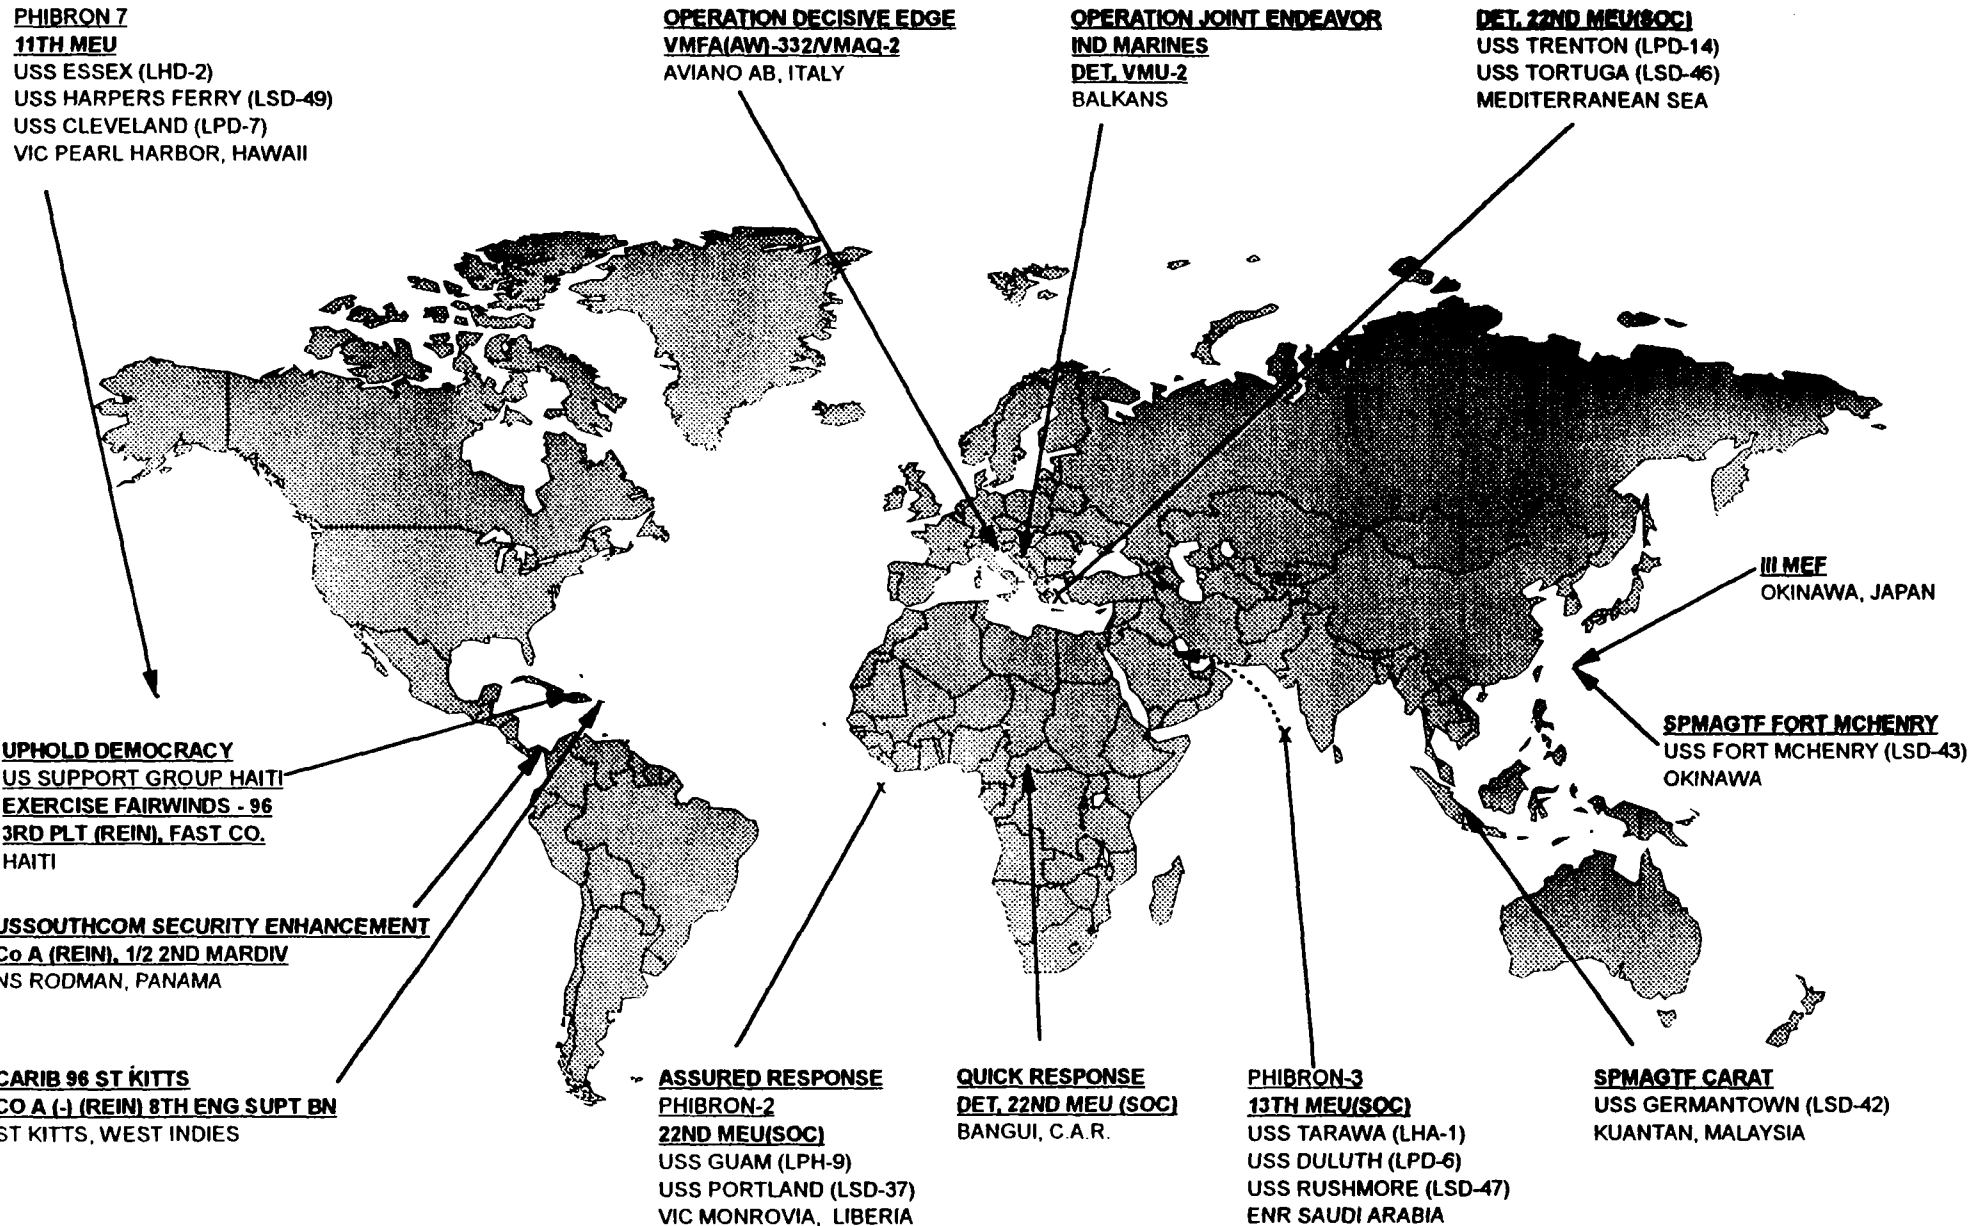 PHIBRON 7
11TH MEU
USS ESSEX (LHD-2)
USS HARPERS FERRY (LSD-49)
USS CLEVELAND (LPD-7)
VIC PEARL HARBOR, HAWAII
OPERATION DECISIVE EDGE
VMFA(AW)-332/VMAQ-2
AVIANO AB, ITALY
OPERATION JOINT ENDEAVOR
IND MARINES
DET, VMU-2
BALKANS
DET, 22ND MEU(SOC)
USS TRENTON (LPD-14)
USS TORTUGA (LSD-46)
MEDITERRANEAN SEA
III MEF
OKINAWA, JAPAN
SPMAGTF FORT MCHENRY
USS FORT MCHENRY (LSD-43)
OKINAWA
UPHOLD DEMOCRACY
US SUPPORT GROUP HAITI
EXERCISE FAIRWINDS - 96
3RD PLT (REIN), FAST CO.
HAITI
USSOUTHCOM SECURITY ENHANCEMENT
Co A (REIN), 1/2 2ND MARDIV
NS RODMAN, PANAMA
CARIB 96 ST KITTS
CO A (-) (REIN) 8TH ENG SUPT BN
ST KITTS, WEST INDIES
ASSURED RESPONSE
PHIBRON-2
22ND MEU(SOC)
USS GUAM (LPH-9)
USS PORTLAND (LSD-37)
VIC MONROVIA, LIBERIA
QUICK RESPONSE
DET, 22ND MEU (SOC)
BANGUI, C.A.R.
PHIBRON-3
13TH MEU(SOC)
USS TARAWA (LHA-1)
USS DULUTH (LPD-6)
USS RUSHMORE (LSD-47)
ENR SAUDI ARABIA
SPMAGTF CARAT
USS GERMANTOWN (LSD-42)
KUANTAN, MALAYSIA